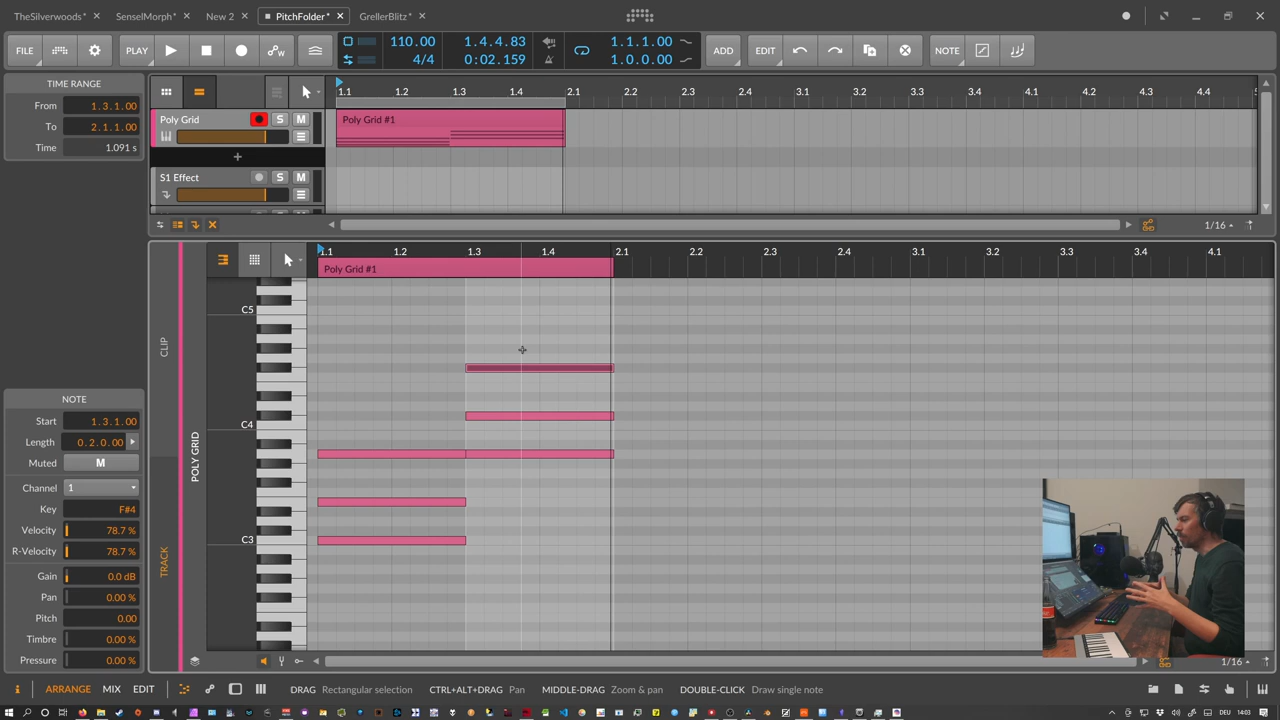 TheSilverwoods* × SenselMorph* × New 2 × PitchFolder* × GrellerBlitz* ×
FILE PLAY 110.00 4/4 1.4.4.83 0:02.159 1.1.1.00 1.0.0.00 ADD EDIT NOTE
TIME RANGE
From 1.3.1.00
To 2.1.1.00
Time 1.091 s
1.1 1.2 1.3 1.4 2.1 2.2 2.3 2.4 3.1 3.2 3.3 3.4 4.1 4.2 4.3 4.4
Poly Grid S M
Poly Grid #1
+
S1 Effect S M
1/16
1.1 1.2 1.3 1.4 2.1 2.2 2.3 2.4 3.1 3.2 3.3 3.4 4.1
Poly Grid #1
CLIP
TRACK
POLY GRID
C5
C4
C3
NOTE
Start 1.3.1.00
Length 0.2.0.00
Muted M
Channel 1
Key F#4
Velocity 78.7 %
R-Velocity 78.7 %
Gain 0.0 dB
Pan 0.00 %
Pitch 0.00
Timbre 0.00 %
Pressure 0.00 %
1/16
i ARRANGE MIX EDIT DRAG Rectangular selection CTRL+ALT+DRAG Pan MIDDLE-DRAG Zoom & pan DOUBLE-CLICK Draw single note
DEU 14:03